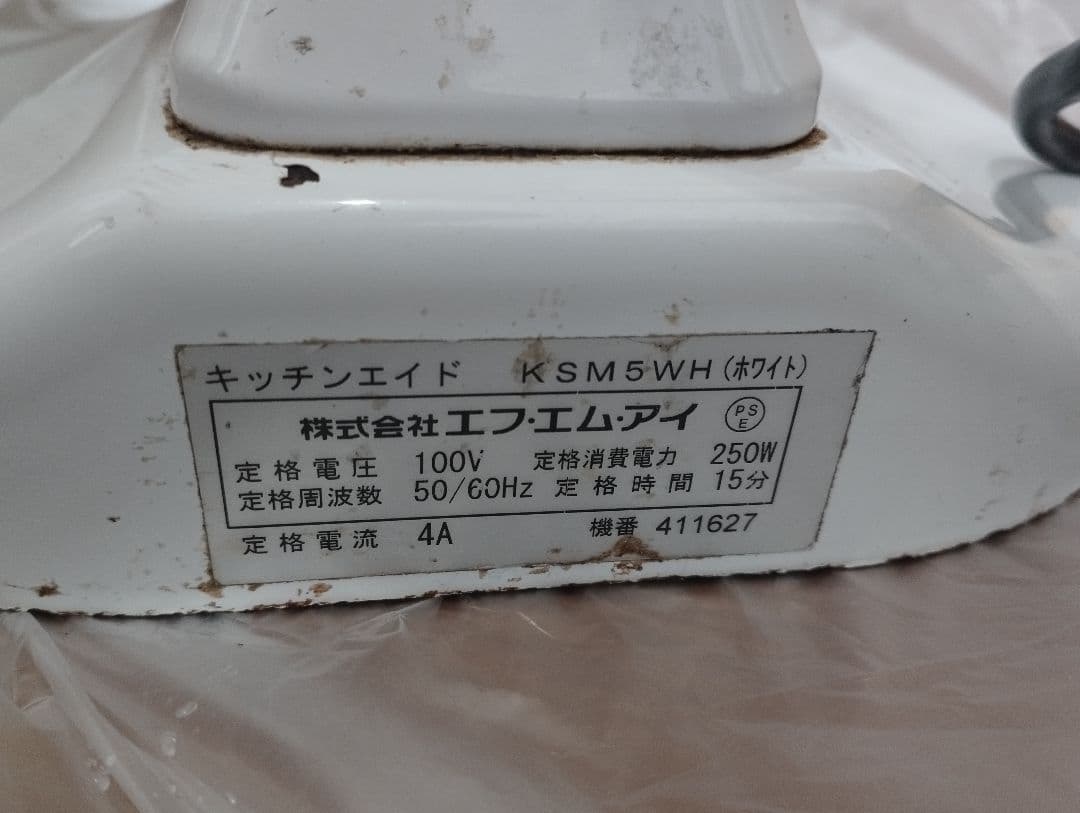 キッチンエイド KSM5WH(ホワイト)
株式会社エフ・エム・アイ PSE
定格電圧 100V 定格消費電力 250W
定格周波数 50/60Hz 定格時間 15分
定格電流 4A 機番 411627